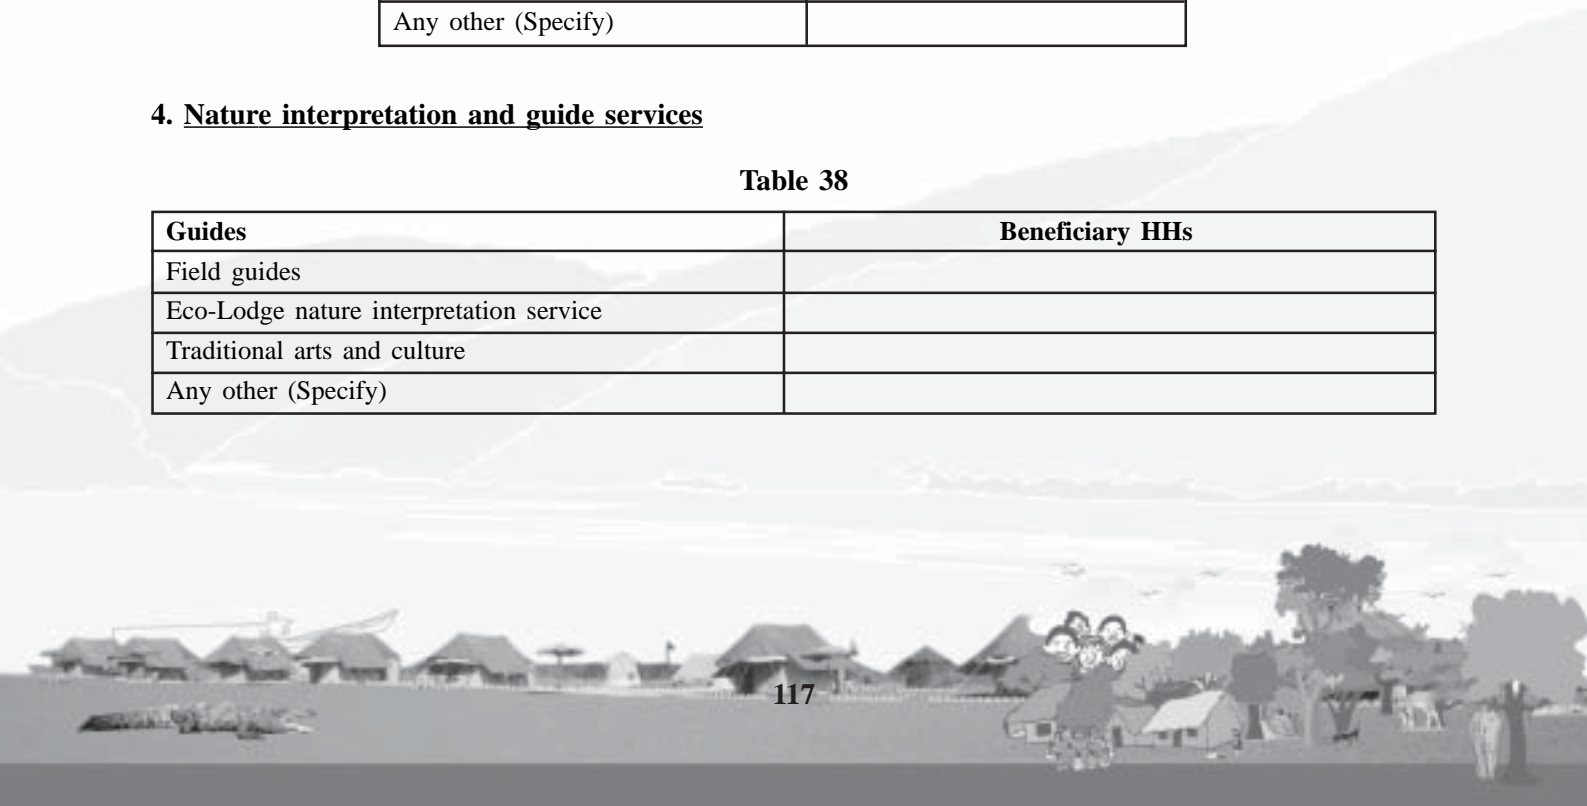 Any other (Specify)
4. Nature interpretation and guide services
Table 38
Guides Beneficiary HHs
Field guides
Eco-Lodge nature interpretation service
Traditional arts and culture
Any other (Specify)
117